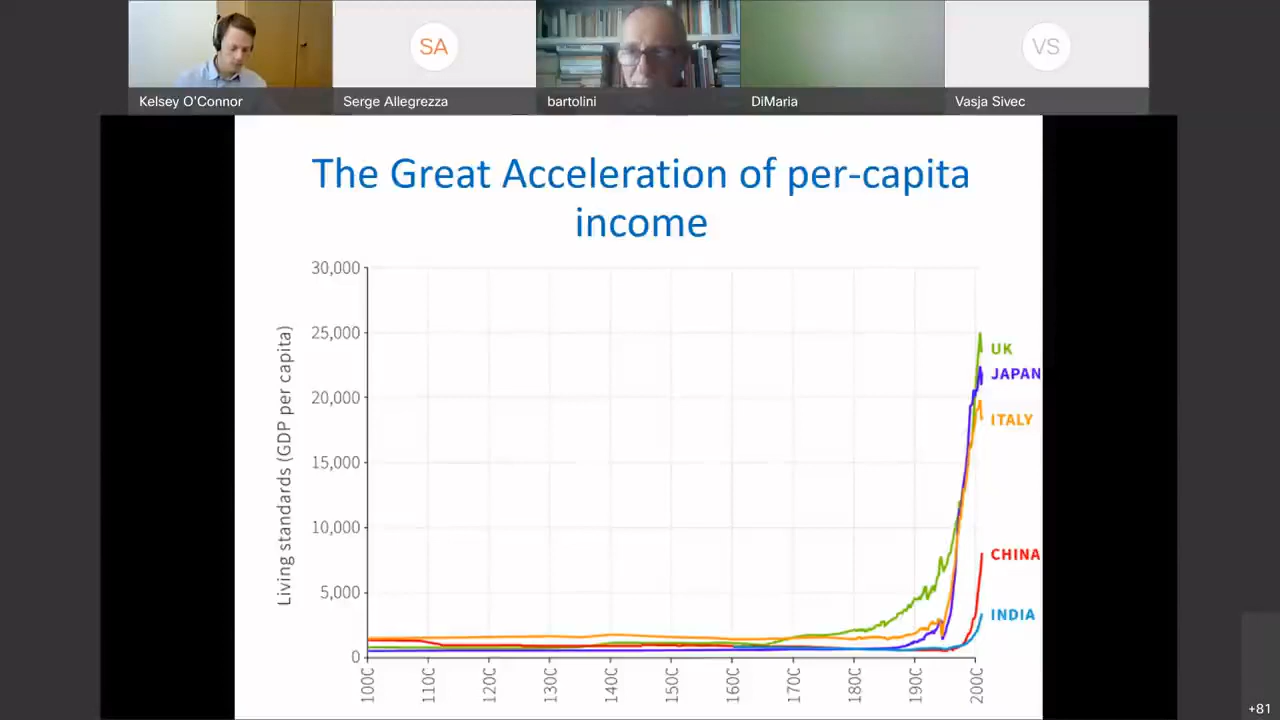 SA
VS
Kelsey O'Connor
Serge Allegrezza
bartolini
DiMaria
Vasja Sivec
The Great Acceleration of per-capita
income
Living standards (GDP per capita)
30,000
25,000
20,000
15,000
10,000
5,000
0
UK
JAPAN
ITALY
CHINA
INDIA
1000
1100
1200
1300
1400
1500
1600
1700
1800
1900
2000
+81